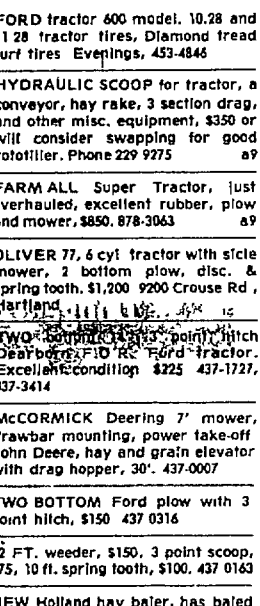 FORD tractor 600 model. 10.28 and
1 28 tractor tires, Diamond tread
urf tires Evenings, 453-4846
HYDRAULIC SCOOP for tractor, a
conveyor, hay rake, 3 section drag,
and other misc. equipment, $350 or
will consider swapping for good
rototiller. Phone 229 9275 a9
FARM ALL Super Tractor, just
overhauled, excellent rubber, plow
and mower, $850. 878-3063 a9
OLIVER 77, 6 cyl tractor with sicle
mower, 2 bottom plow, disc. &
spring tooth. $1,200 9200 Crouse Rd,
Hartland
TWO bottom 3 point hitch
Dearborn Ford tractor.
Excellent condition $225 437-1727,
437-3414
McCORMICK Deering 7' mower,
drawbar mounting, power take-off
John Deere, hay and grain elevator
with drag hopper, 30'. 437-0007
TWO BOTTOM Ford plow with 3
point hitch, $150 437 0316
2 FT. weeder, $150, 3 point scoop,
75, 10 ft. spring tooth, $100. 437 0163
NEW Holland hay baler, has baled